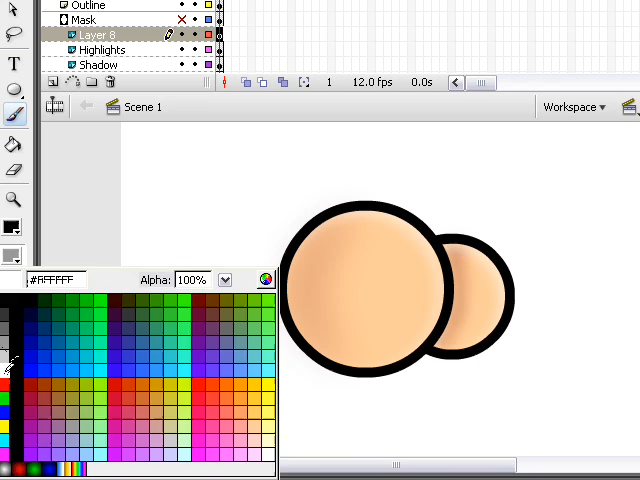 Outline
Mask
Layer 8
Highlights
Shadow
1 12.0 fps 0.0s
Scene 1
Workspace
#FFFFFF Alpha: 100%